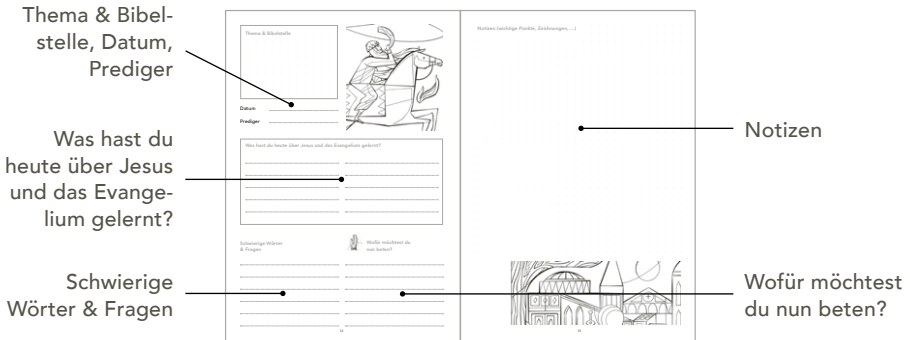 Thema & Bibel-
stelle, Datum,
Prediger
Was hast du
heute über Jesus
und das Evange-
lium gelernt?
Schwierige
Wörter & Fragen
Thema & Bibelstelle
Datum
Prediger
Was hast du heute über Jesus und das Evangelium gelernt?
Schwierige Wörter
& Fragen
Wofür möchtest du
nun beten?
14
Notizen (wichtige Punkte, Zeichnungen, ...)
15
Notizen
Wofür möchtest
du nun beten?